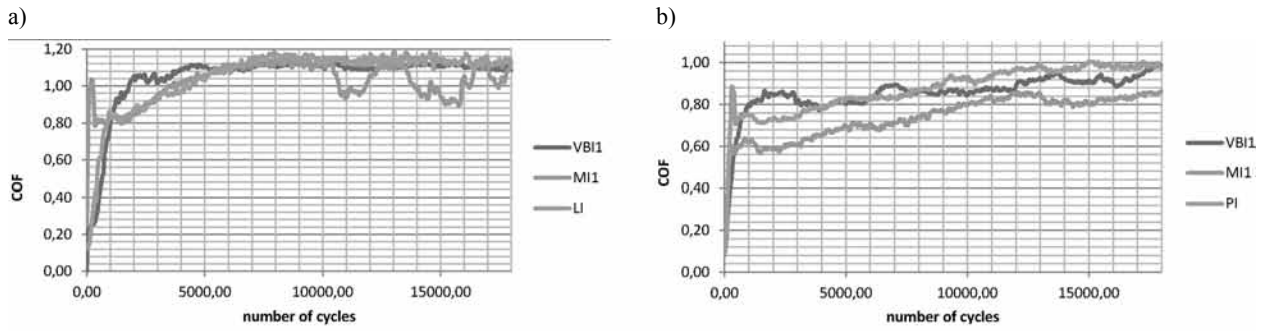 a)
1,20
1,00
0,80
0,60
0,40
0,20
0,00
COF
0,00 5000,00 10000,00 15000,00
number of cycles
VBI1
MI1
LI
b)
1,00
0,80
0,60
0,40
0,20
0,00
COF
0,00 5000,00 10000,00 15000,00
number of cycles
VBI1
MI1
PI